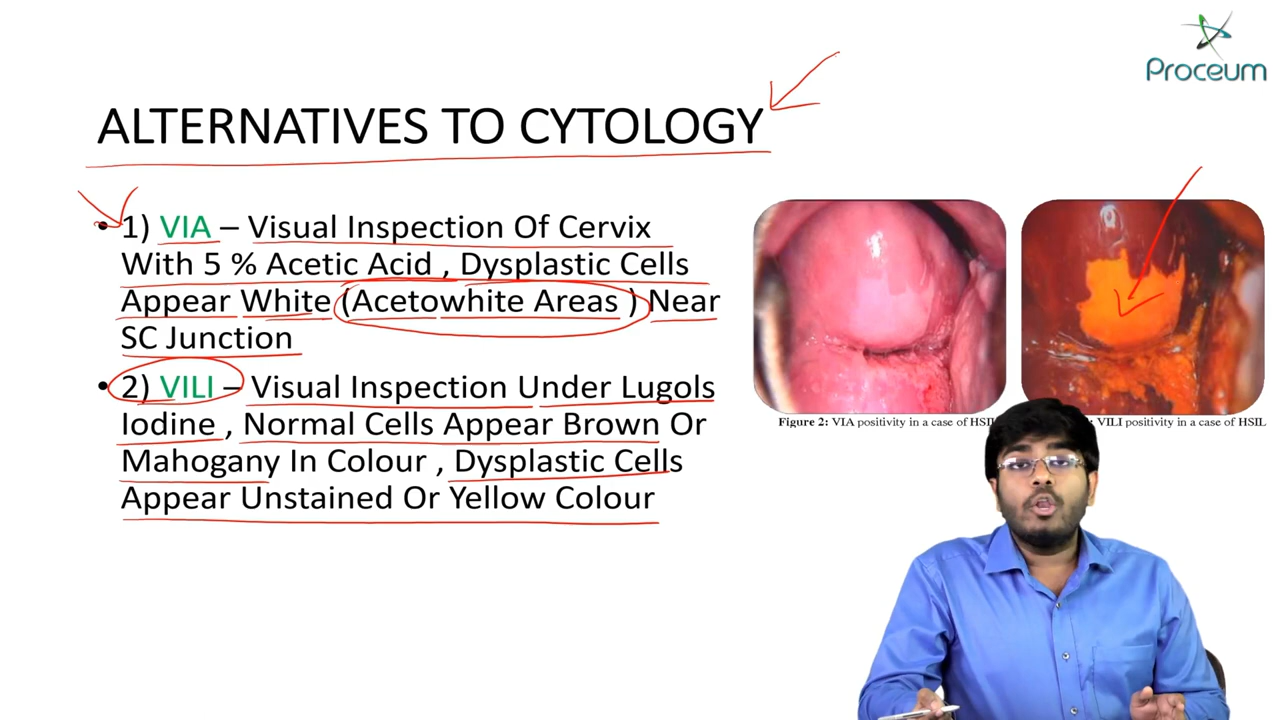 Proceum
ALTERNATIVES TO CYTOLOGY
• 1) VIA – Visual Inspection Of Cervix
With 5 % Acetic Acid , Dysplastic Cells
Appear White (Acetowhite Areas ) Near
SC Junction
• 2) VILI – Visual Inspection Under Lugols
Iodine , Normal Cells Appear Brown Or
Mahogany In Colour , Dysplastic Cells
Appear Unstained Or Yellow Colour
Figure 2: VIA positivity in a case of HSIL
VILI positivity in a case of HSIL